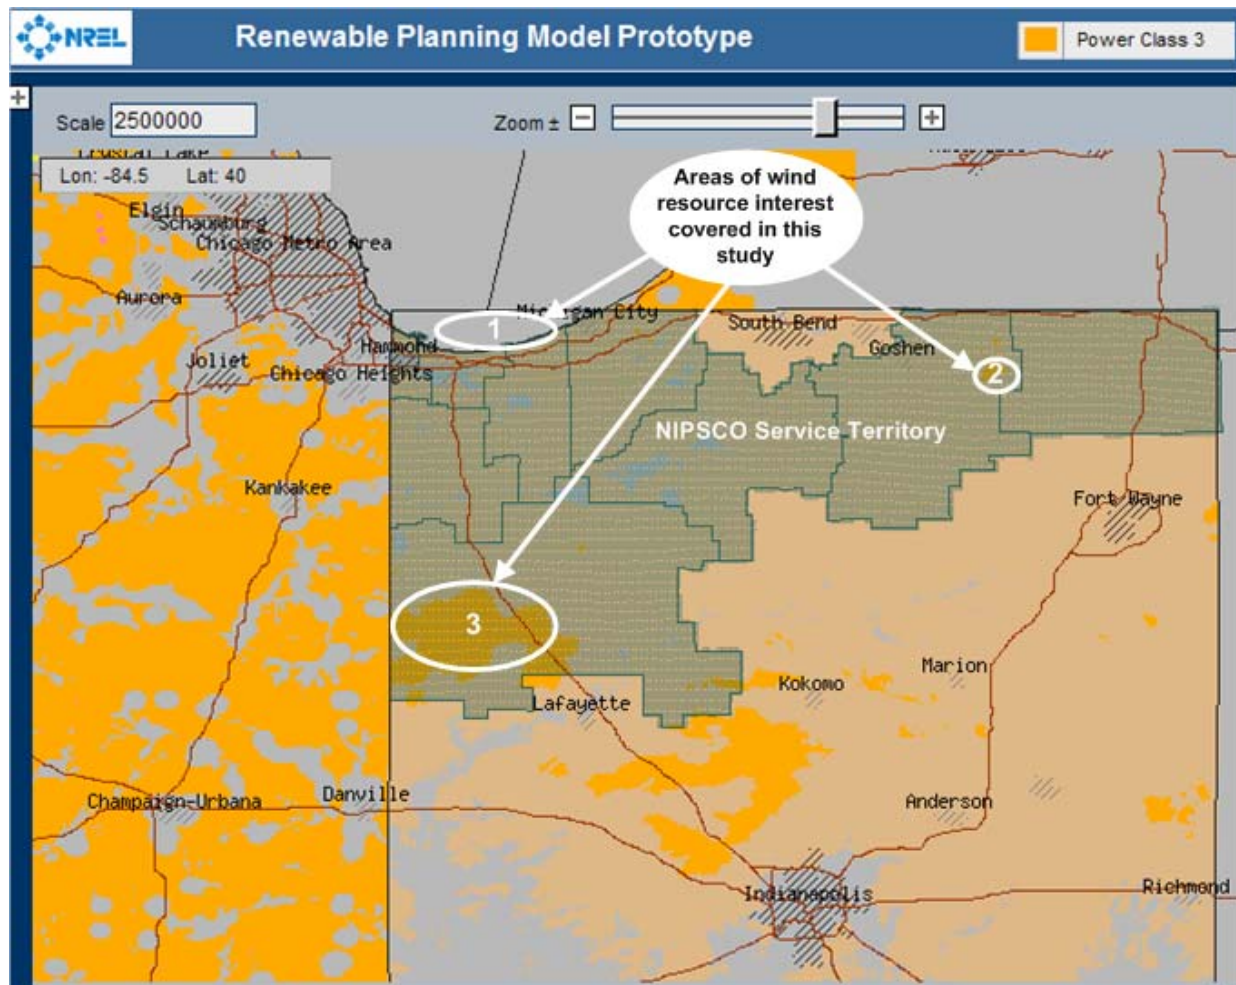 NREL
Renewable Planning Model Prototype
Power Class 3
Scale 2500000
Zoom ±
Lon: -84.5 Lat: 40
Areas of wind
resource interest
covered in this
study
Elgin
Schaumburg
Chicago Metro Area
Aurora
Michigan City
1
South Bend
Hammond
Goshen
Joliet
Chicago Heights
2
NIPSCO Service Territory
Kankakee
Fort Wayne
3
Marion
Kokomo
Lafayette
Champaign-Urbana
Danville
Anderson
Indianapolis
Richmond